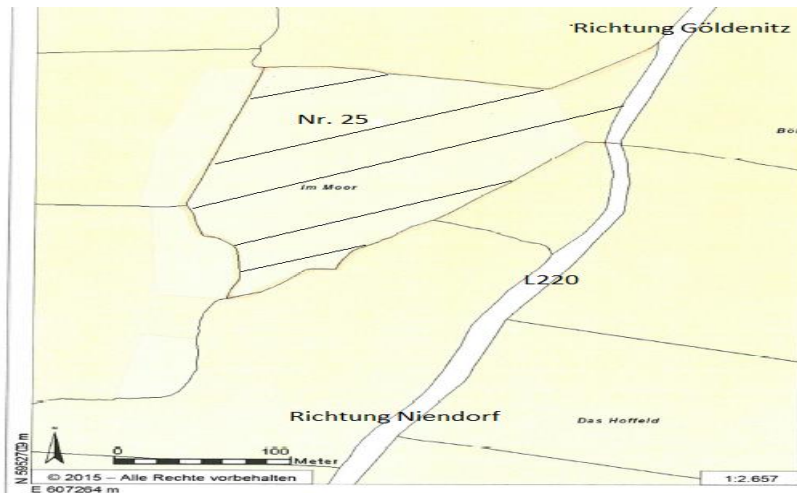 Richtung Göldenitz
Nr. 25
Im Moor
L220
Richtung Niendorf
Das Hoffeld
0 100
Meter
© 2015 – Alle Rechte vorbehalten
1:2.657
E 607264 m